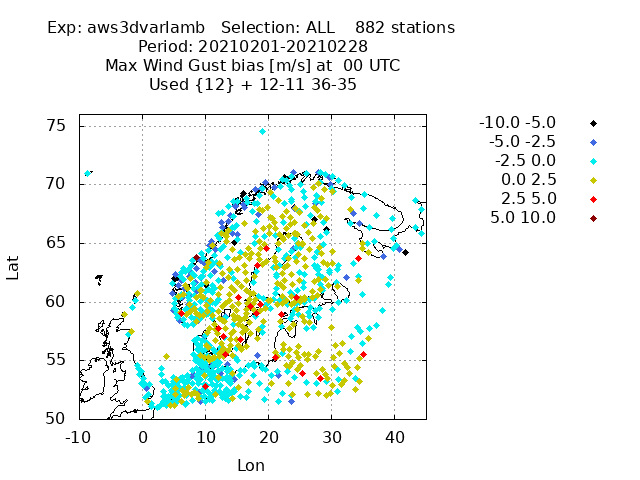 Exp: aws3dvarlamb   Selection: ALL    882 stations
Period: 20210201-20210228
Max Wind Gust bias [m/s] at  00 UTC
Used {12} + 12-11 36-35
-10.0 -5.0
-5.0 -2.5
-2.5 0.0
0.0 2.5
2.5 5.0
5.0 10.0
75
70
65
60
55
50
Lat
-10 0 10 20 30 40
Lon